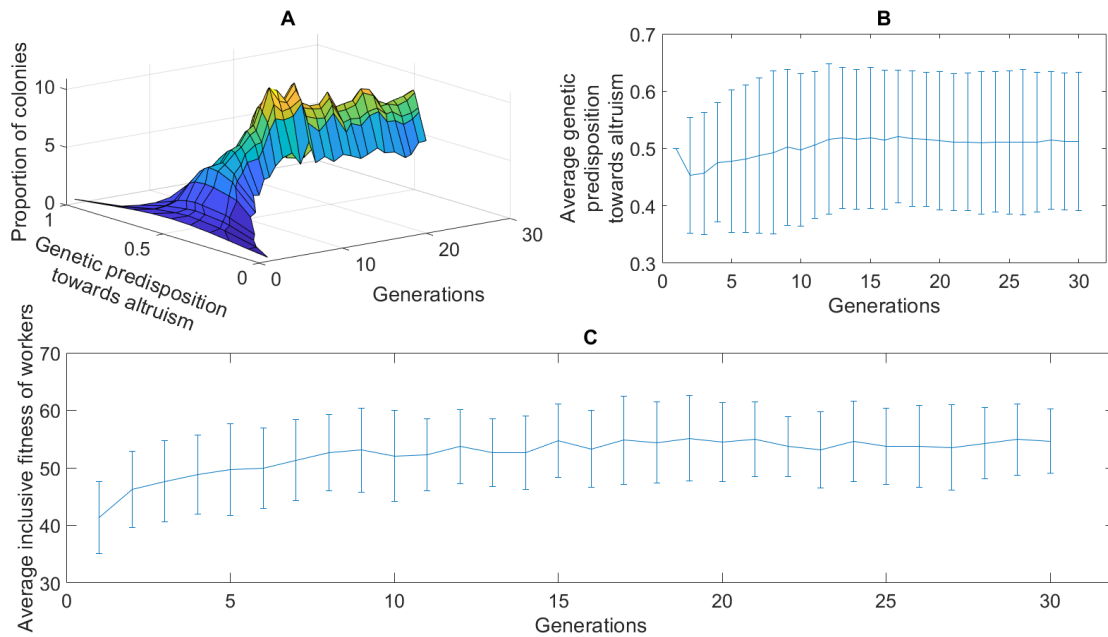 A
Proportion of colonies
10
5
0
1
0.5
0
Genetic predisposition
towards altruism
0
10
20
30
Generations
B
Average genetic
predisposition
towards altruism
0.7
0.6
0.5
0.4
0.3
0
5
10
15
20
25
30
Generations
C
Average inclusive fitness of workers
70
60
50
40
30
0
5
10
15
20
25
30
Generations